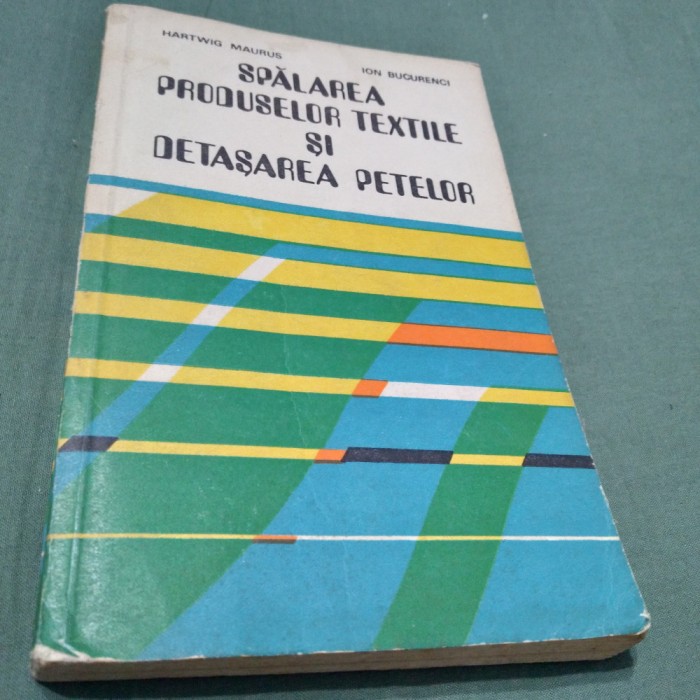 HARTWIG MAURUS ION BUCURENCI
SPĂLAREA
PRODUSELOR TEXTILE
ȘI
DETAȘAREA PETELOR